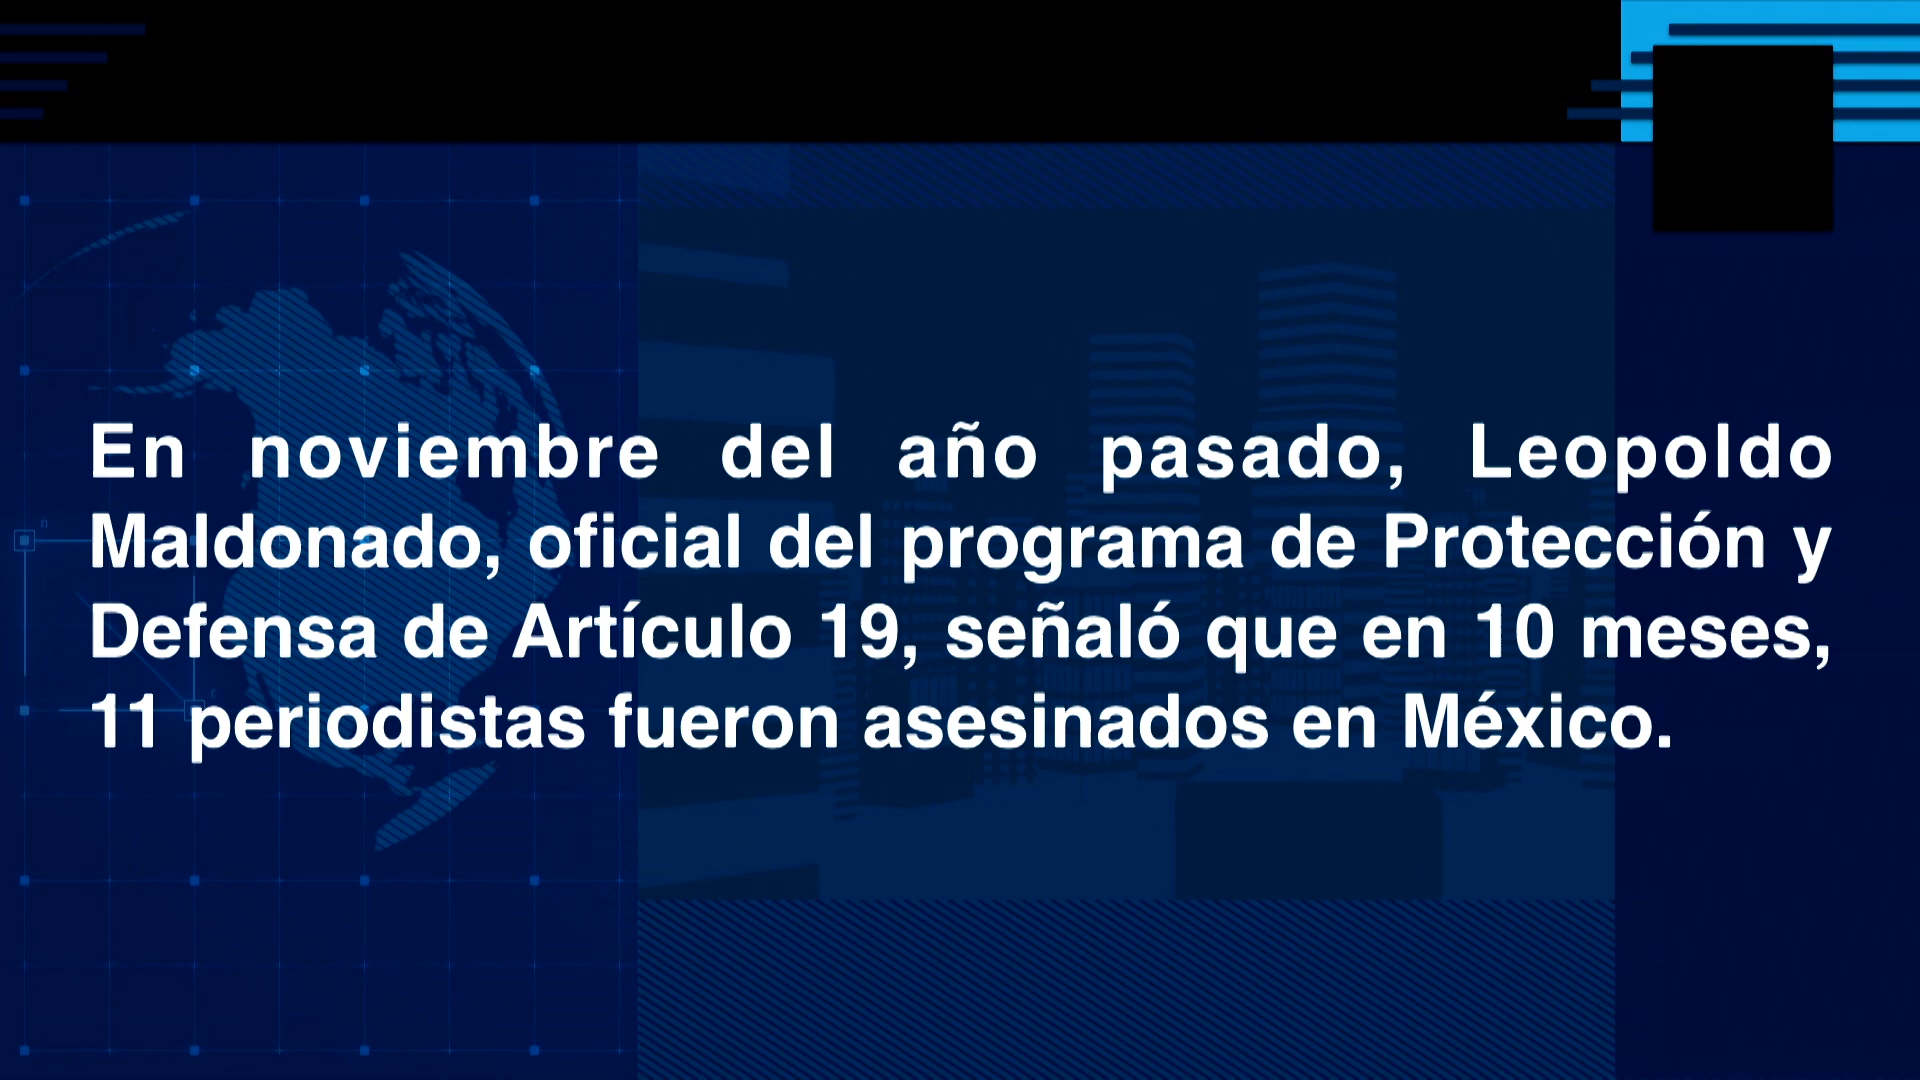 En noviembre del año pasado, Leopoldo
Maldonado, oficial del programa de Protección y
Defensa de Artículo 19, señaló que en 10 meses,
11 periodistas fueron asesinados en México.